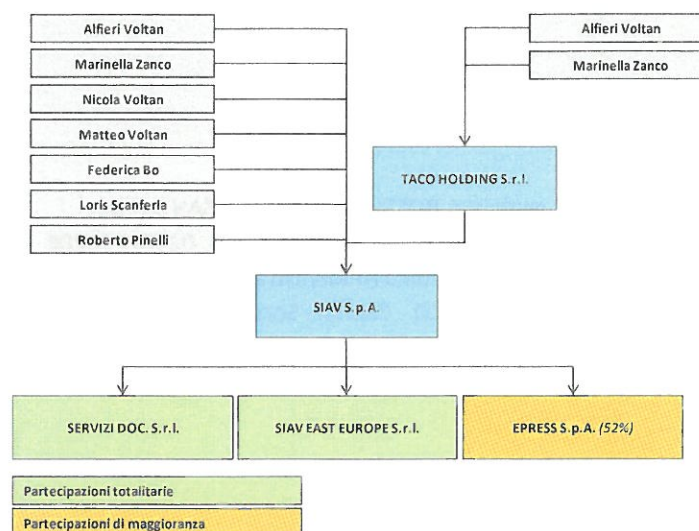 Alfieri Voltan
Marinella Zanco
Nicola Voltan
Matteo Voltan
Federica Bo
Loris Scanferla
Roberto Pinelli
Alfieri Voltan
Marinella Zanco
TACO HOLDING S.r.l.
SIAV S.p.A.
SERVIZI DOC. S.r.l.
SIAV EAST EUROPE S.r.l.
EPRESS S.p.A. (52%)
Partecipazioni totalitarie
Partecipazioni di maggioranza